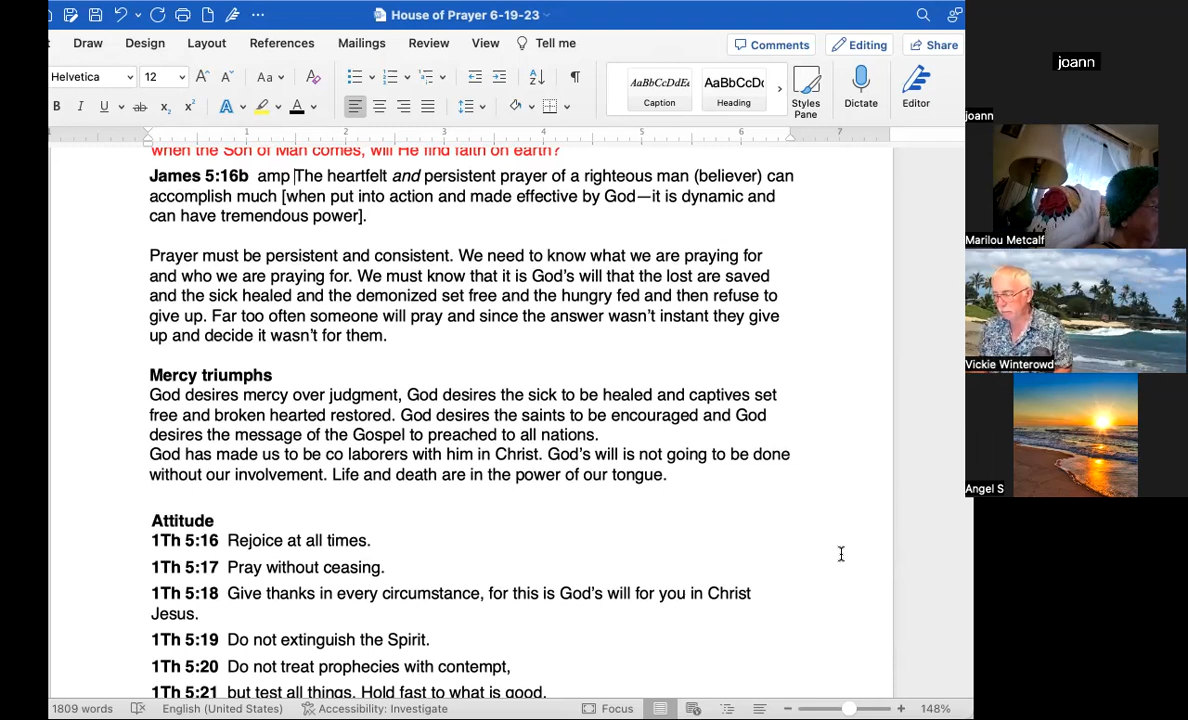 House of Prayer 6-19-23
Draw Design Layout References Mailings Review View Tell me Comments Editing Share
Helvetica 12 Aa
AaBbCcDdEe AaBbCcDc
B I U ab x₂ x² A A Caption Heading Styles Pane Dictate Editor
1 1 2 3 4 5 6 7
when the Son of Man comes, will He find faith on earth?
James 5:16b amp The heartfelt and persistent prayer of a righteous man (believer) can
accomplish much [when put into action and made effective by God—it is dynamic and
can have tremendous power].
Prayer must be persistent and consistent. We need to know what we are praying for
and who we are praying for. We must know that it is God's will that the lost are saved
and the sick healed and the demonized set free and the hungry fed and then refuse to
give up. Far too often someone will pray and since the answer wasn't instant they give
up and decide it wasn't for them.
Mercy triumphs
God desires mercy over judgment, God desires the sick to be healed and captives set
free and broken hearted restored. God desires the saints to be encouraged and God
desires the message of the Gospel to preached to all nations.
God has made us to be co laborers with him in Christ. God's will is not going to be done
without our involvement. Life and death are in the power of our tongue.
Attitude
1Th 5:16 Rejoice at all times.
1Th 5:17 Pray without ceasing.
1Th 5:18 Give thanks in every circumstance, for this is God's will for you in Christ
Jesus.
1Th 5:19 Do not extinguish the Spirit.
1Th 5:20 Do not treat prophecies with contempt,
1Th 5:21 but test all things. Hold fast to what is good.
1809 words English (United States) Accessibility: Investigate Focus 148%
joann
joann
Marilou Metcalf
Vickie Winterowd
Angel S